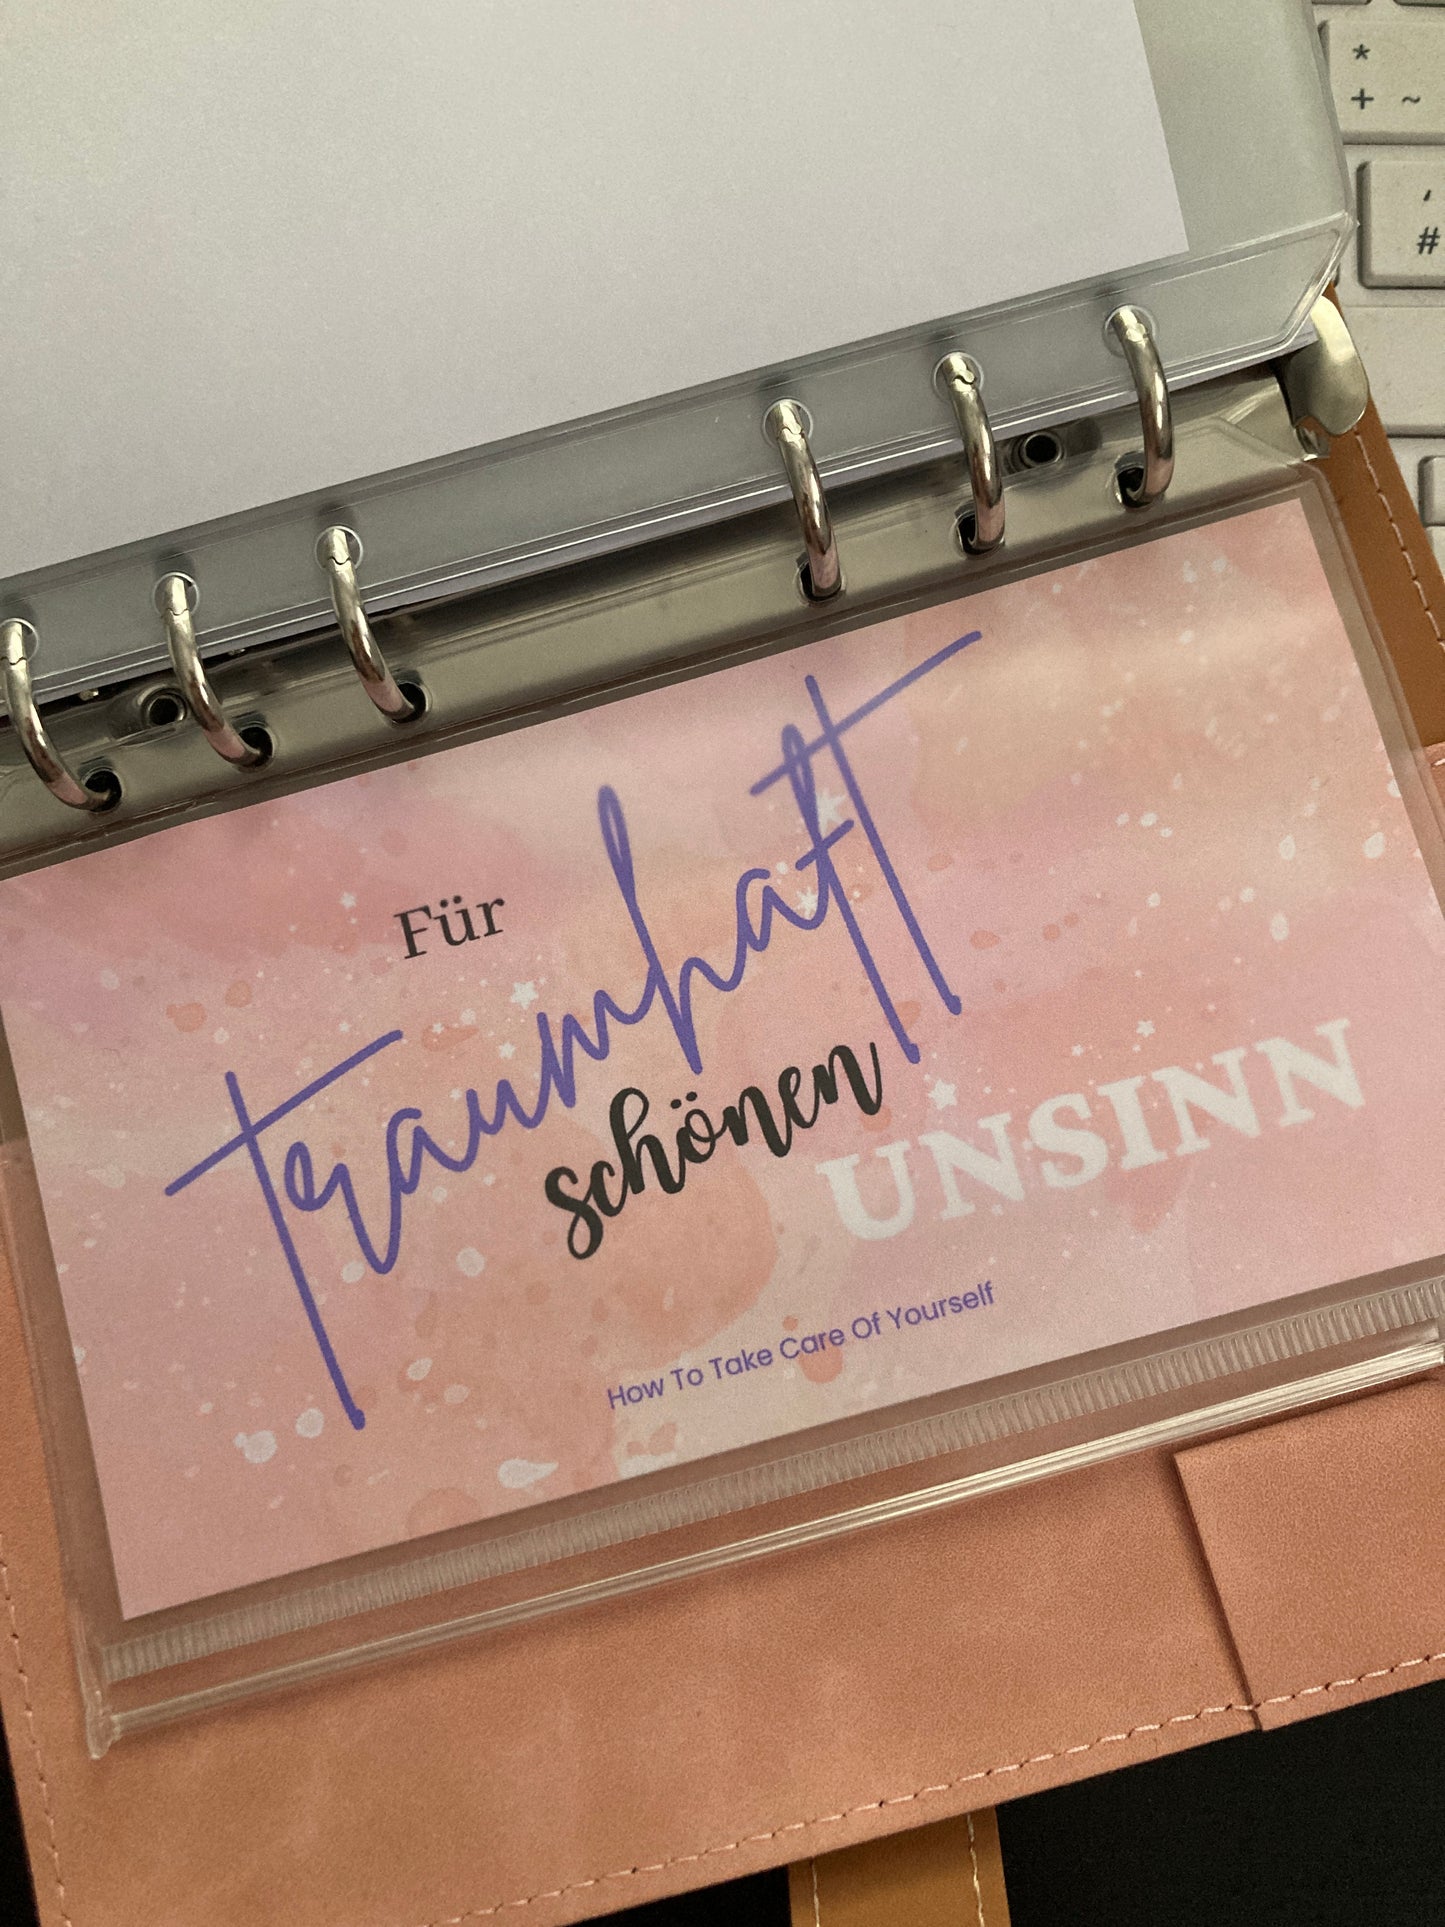 * 
+ ~
'
#
Für
traumhaft
schönen
UNSINN
How To Take Care Of Yourself